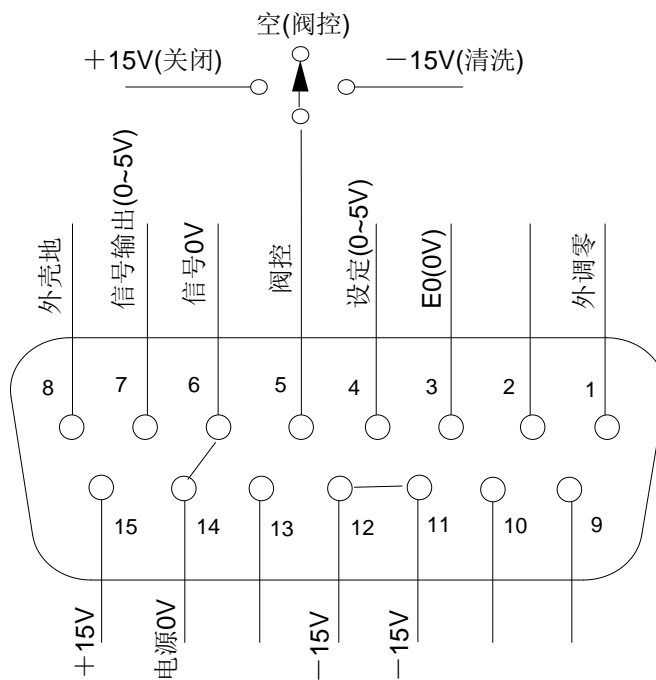 空(阀控)
＋15V(关闭)
－15V(清洗)
外壳地
信号输出(0~5V)
信号0V
阀控
设定(0~5V)
E0(0V)
外调零
8
7
6
5
4
3
2
1
15
14
13
12
11
10
9
＋15V
电源0V
－15V
－15V